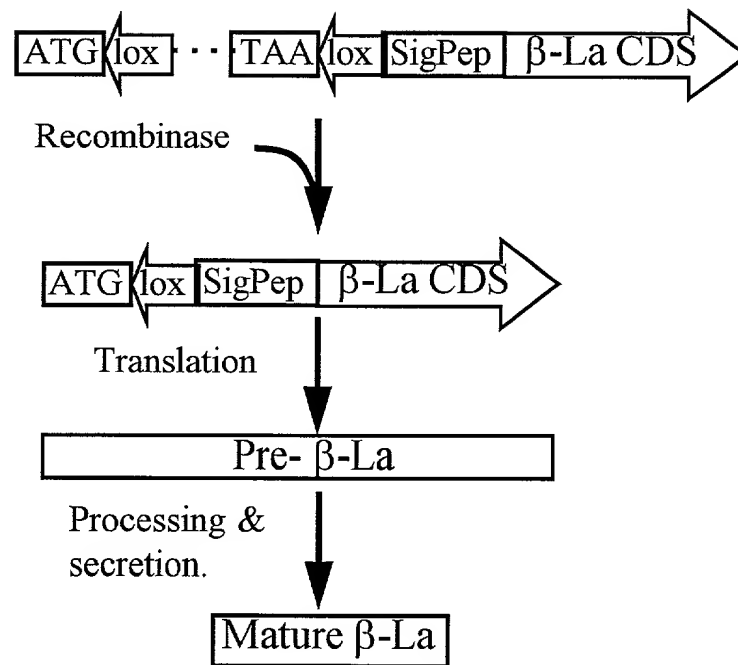 ATG lox ··· TAA lox SigPep β-La CDS
Recombinase
ATG lox SigPep β-La CDS
Translation
Pre- β-La
Processing &
secretion.
Mature β-La